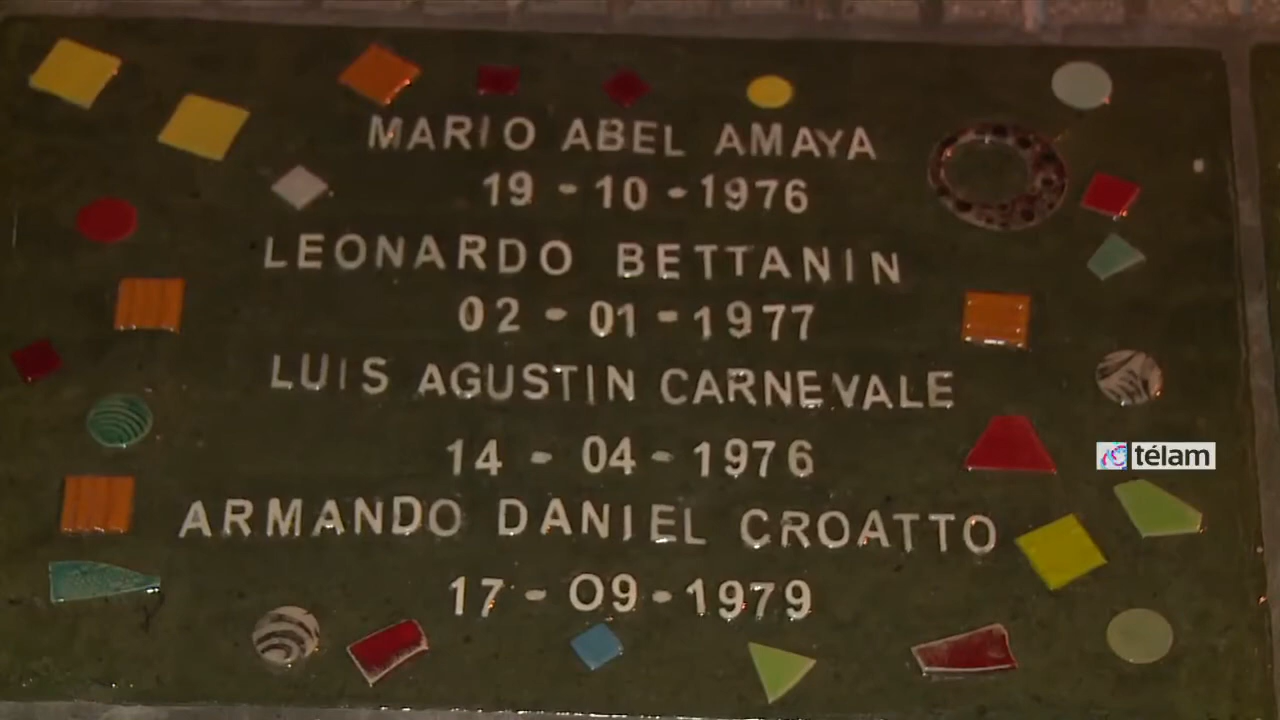 MARIO ABEL AMAYA
19 - 10 - 1976
LEONARDO BETTANIN
02 - 01 - 1977
LUIS AGUSTIN CARNEVALE
14 - 04 - 1976
télam
ARMANDO DANIEL CROATTO
17 - 09 - 1979